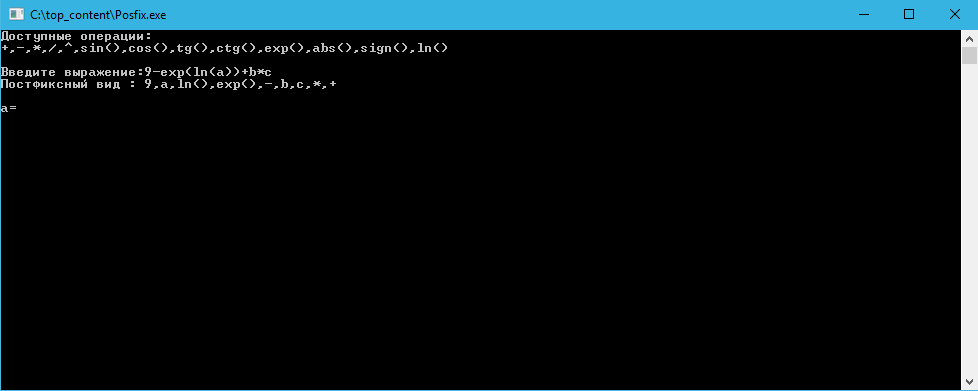 C:\top_content\Posfix.exe
Доступные операции:
+,-,*,/,^,sin(),cos(),tg(),ctg(),exp(),abs(),sign(),ln()
Введите выражение:9-exp(ln(a))+b*c
Постфиксный вид : 9,a,ln(),exp(),-,b,c,*,+
a=